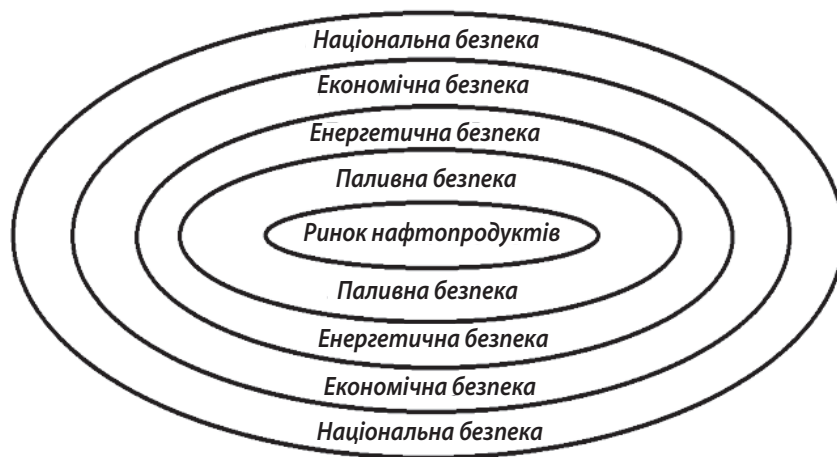 Національна безпека
Економічна безпека
Енергетична безпека
Паливна безпека
Ринок нафтопродуктів
Паливна безпека
Енергетична безпека
Економічна безпека
Національна безпека